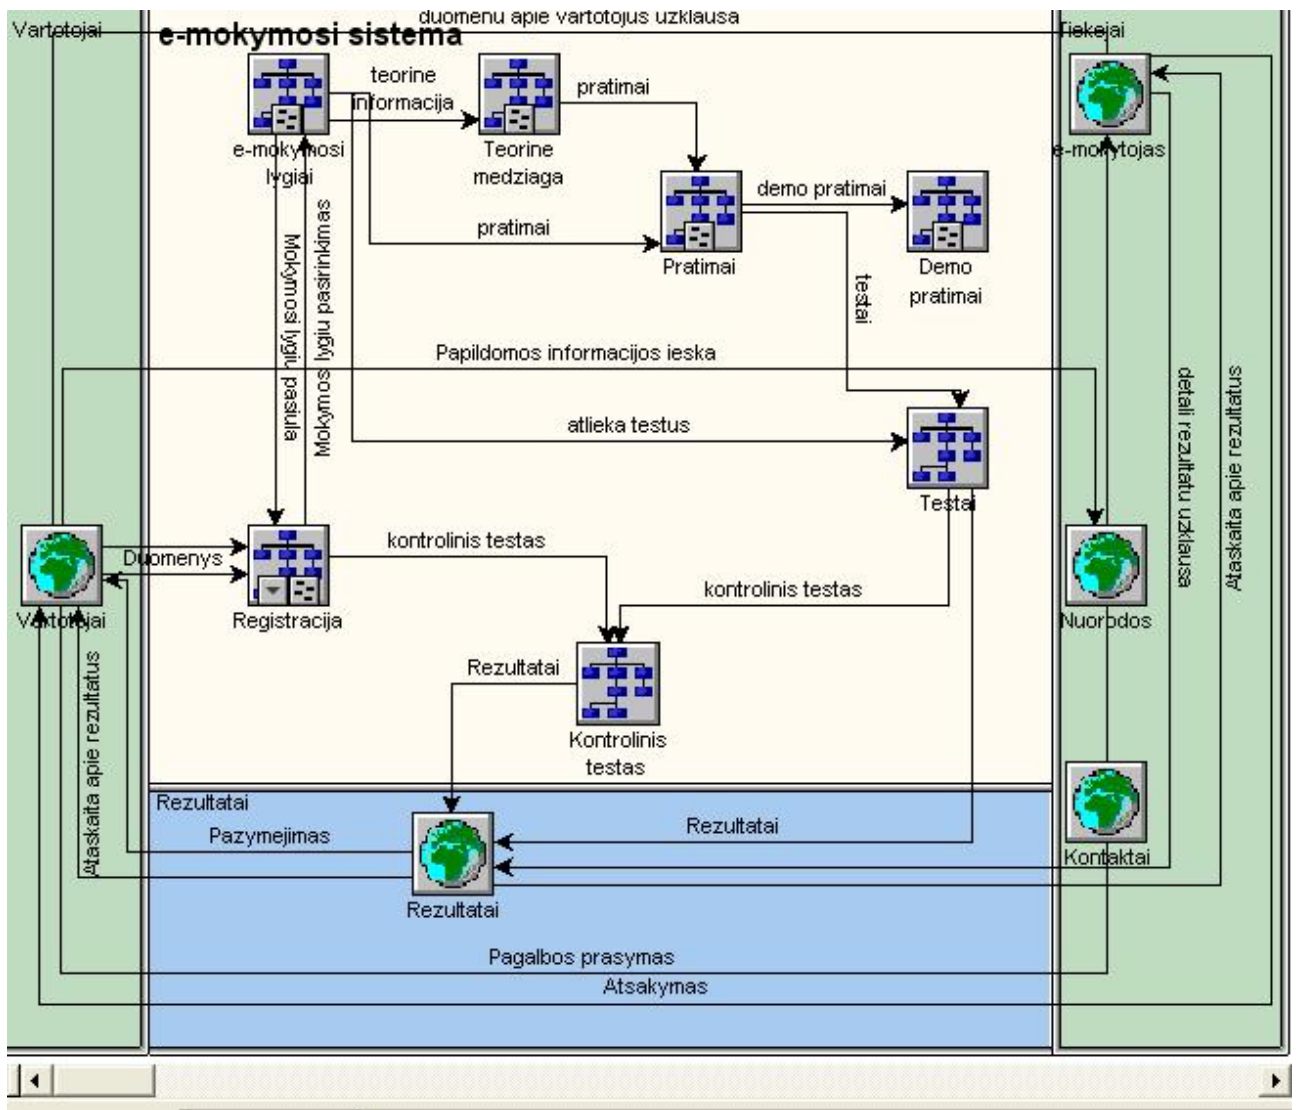 duomenu apie vartotojus uzklausa
Vartotojai
e-mokymosi sistema
Tiekejai
teorine
informacija
pratimai
e-mokymosi
lygiai
Teorine
medziaga
e-mokytojas
demo pratimai
pratimai
Pratimai
Demo
pratimai
testai
Mokymosi lygiu pasiula
Mokymos lygiu pasirinkimas
Papildomos informacijos ieska
detali rezultatu uzklausa
Ataskaita apie rezultatus
atlieka testus
Testai
Duomenys
kontrolinis testas
Vartotojai
Registracija
kontrolinis testas
Nuorodos
Rezultatai
Ataskaita apie rezultatus
Kontrolinis
testas
Rezultatai
Pazymejimas
Rezultatai
Kontaktai
Rezultatai
Pagalbos prasymas
Atsakymas